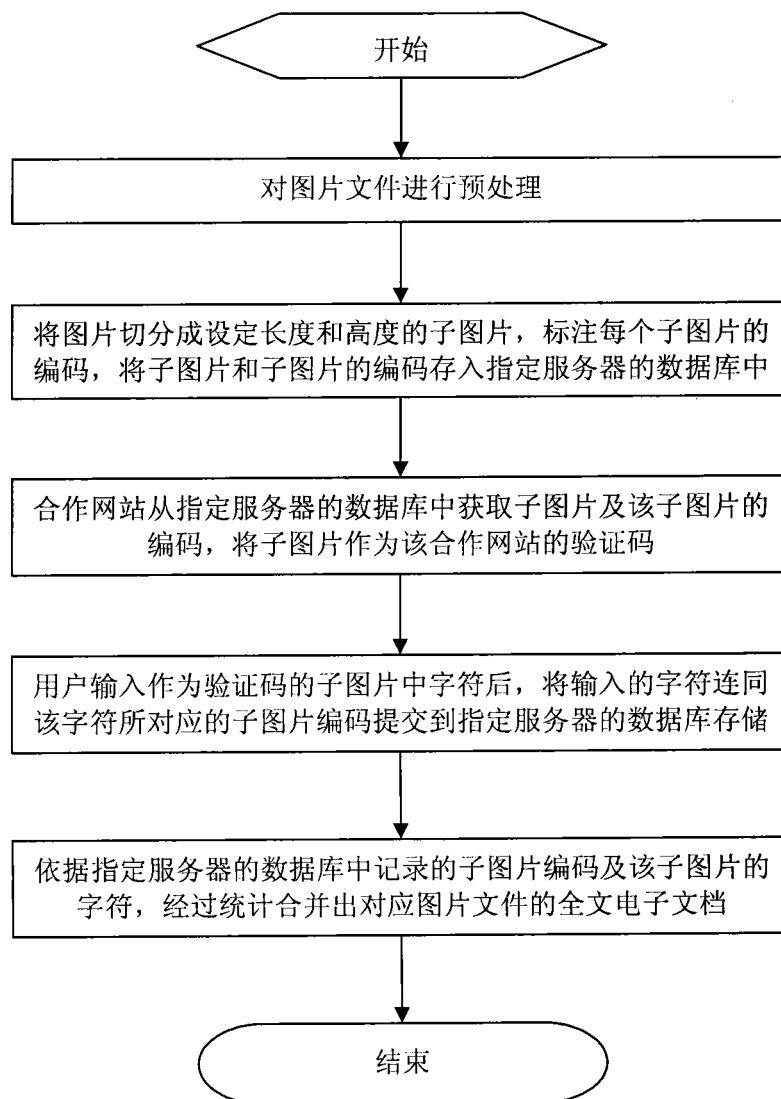 开始
对图片文件进行预处理
将图片切分成设定长度和高度的子图片，标注每个子图片的
编码，将子图片和子图片的编码存入指定服务器的数据库中
合作网站从指定服务器的数据库中获取子图片及该子图片的
编码，将子图片作为该合作网站的验证码
用户输入作为验证码的子图片中字符后，将输入的字符连同
该字符所对应的子图片编码提交到指定服务器的数据库存储
依据指定服务器的数据库中记录的子图片编码及该子图片的
字符，经过统计合并出对应图片文件的全文电子文档
结束